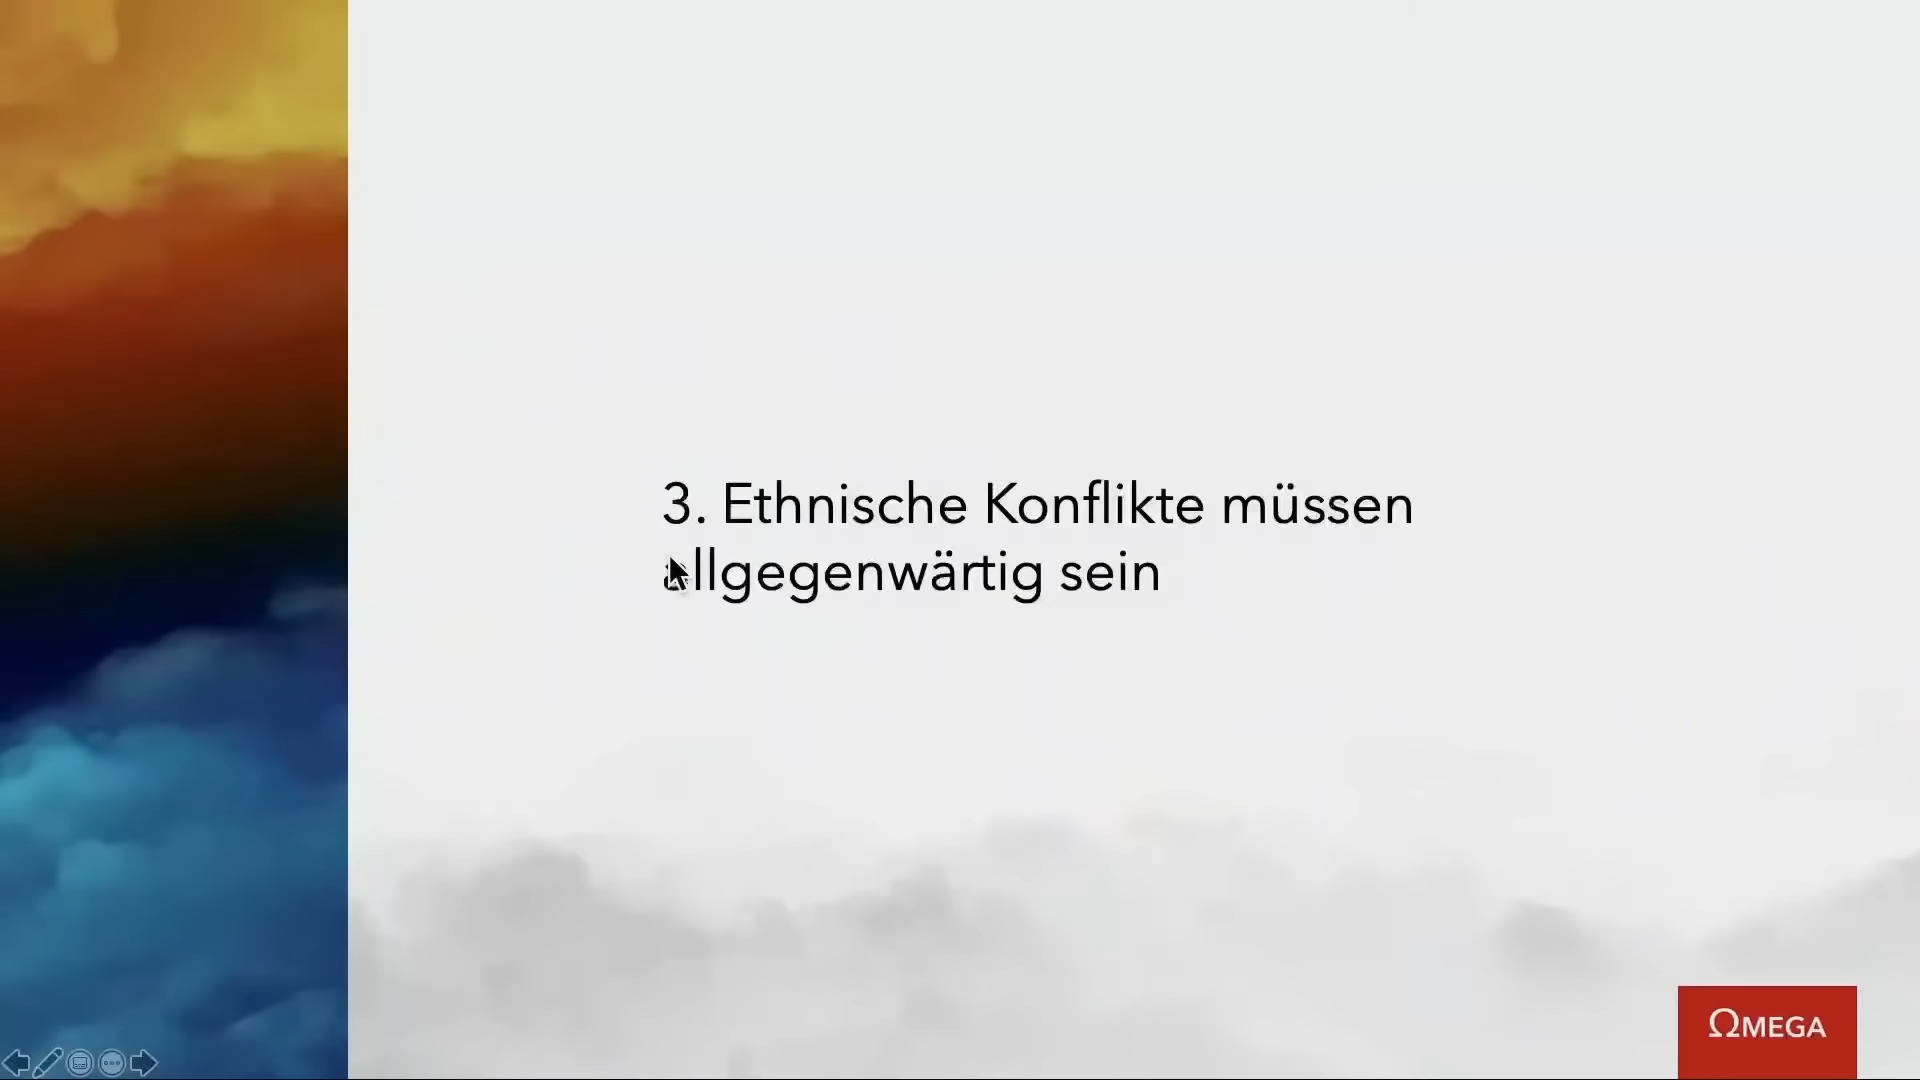 3. Ethnische Konflikte müssen
allgegenwärtig sein
ΩMEGA